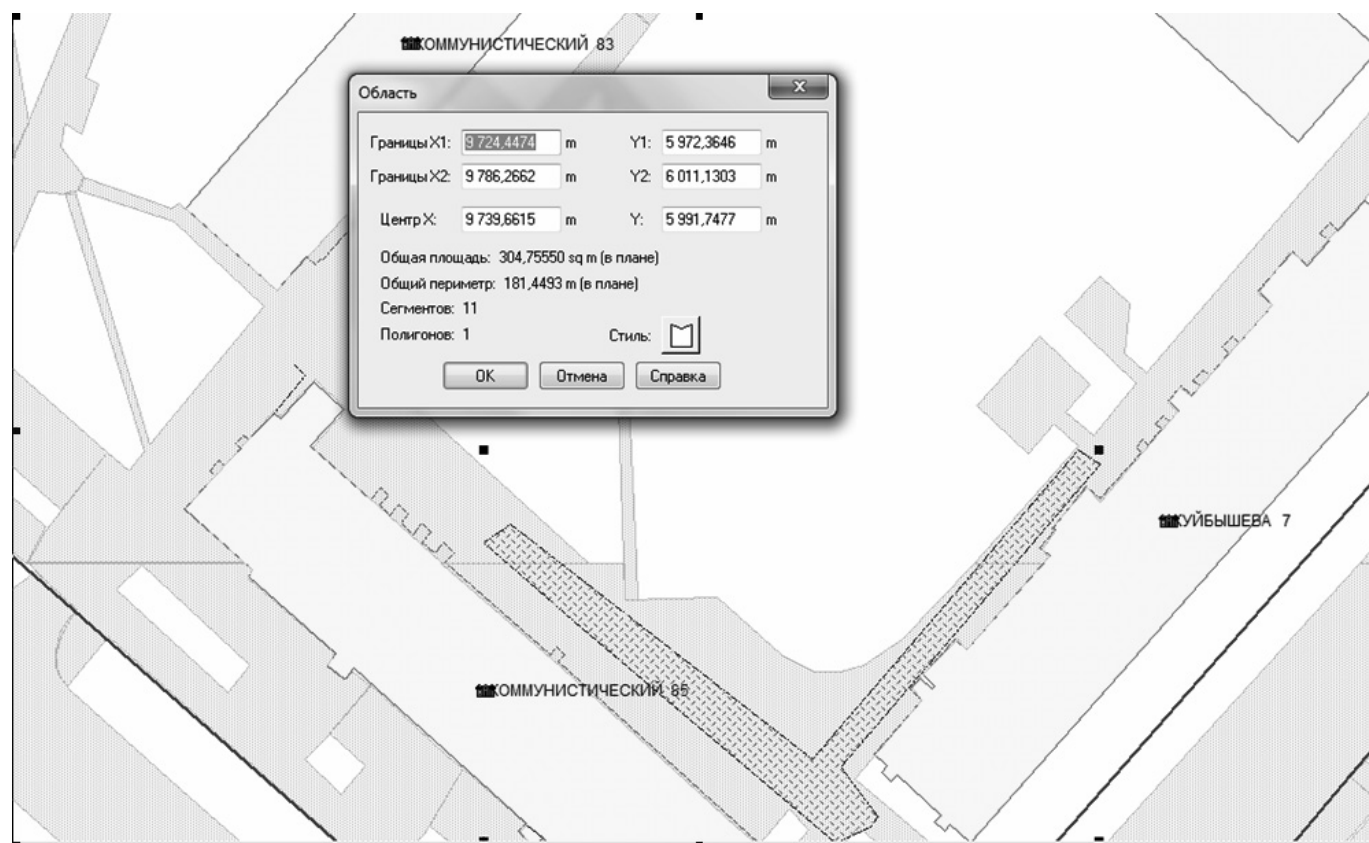 КОММУНИСТИЧЕСКИЙ 83
Область
Границы X1: 9 724,4474 m Y1: 5 972,3646 m
Границы X2: 9 786,2662 m Y2: 6 011,1303 m
Центр X: 9 739,6615 m Y: 5 991,7477 m
Общая площадь: 304,75550 sq m (в плане)
Общий периметр: 181,4493 m (в плане)
Сегментов: 11
Полигонов: 1 Стиль:
OK Отмена Справка
КУЙБЫШЕВА 7
КОММУНИСТИЧЕСКИЙ 85